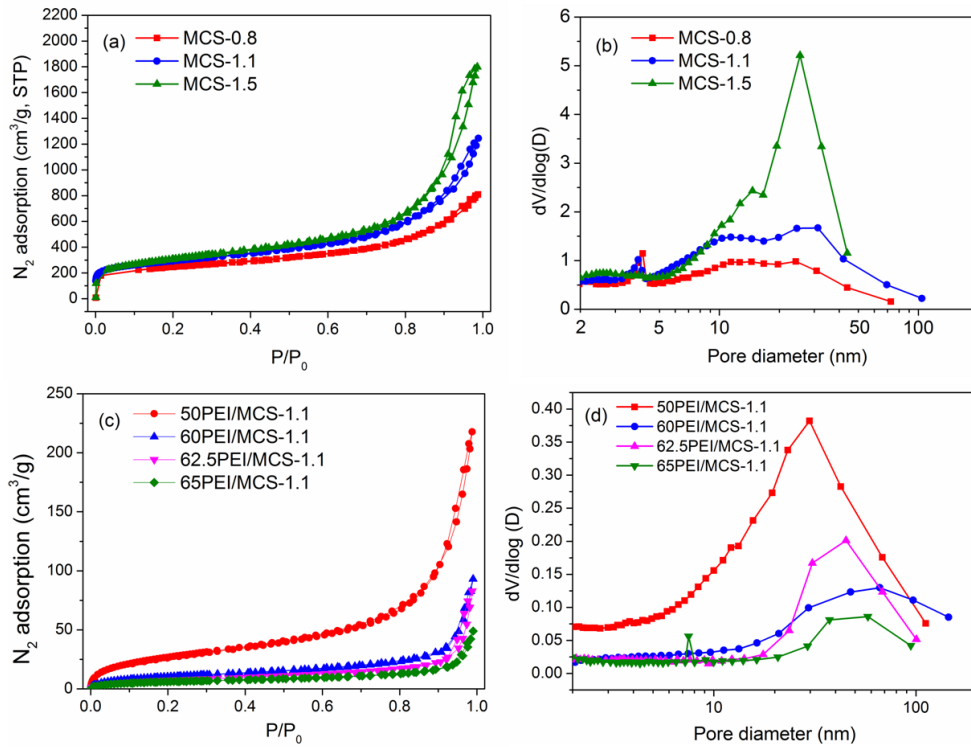 (a)
MCS-0.8
MCS-1.1
MCS-1.5
N2 adsorption (cm3/g, STP)
2200
2000
1800
1600
1400
1200
1000
800
600
400
200
0
0.0 0.2 0.4 0.6 0.8 1.0
P/P0
(b)
MCS-0.8
MCS-1.1
MCS-1.5
dV/dlog(D)
6
5
4
3
2
1
0
2 5 10 50 100
Pore diameter (nm)
(c)
50PEI/MCS-1.1
60PEI/MCS-1.1
62.5PEI/MCS-1.1
65PEI/MCS-1.1
N2 adsorption (cm3/g)
250
200
150
100
50
0
0.0 0.2 0.4 0.6 0.8 1.0
P/P0
(d)
50PEI/MCS-1.1
60PEI/MCS-1.1
62.5PEI/MCS-1.1
65PEI/MCS-1.1
dV/dlog (D)
0.40
0.35
0.30
0.25
0.20
0.15
0.10
0.05
0.00
10 100
Pore diameter (nm)